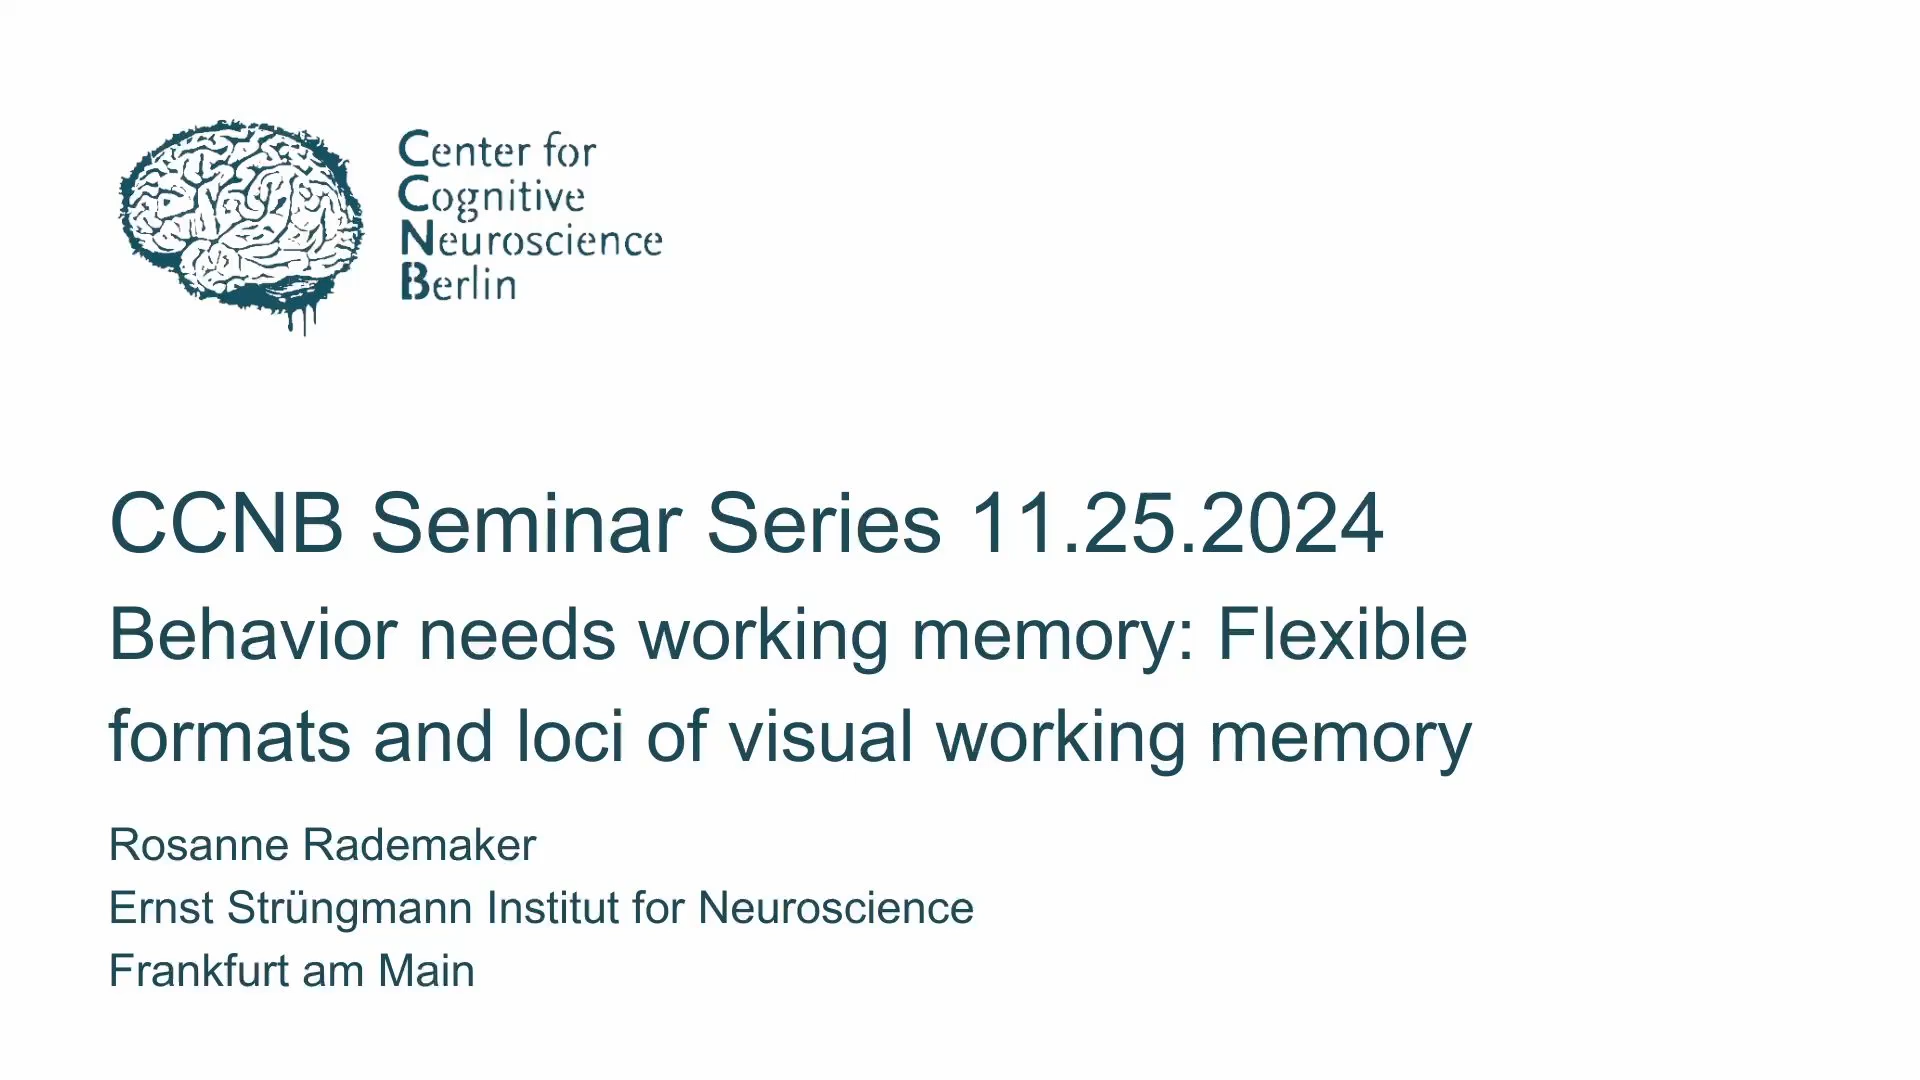 Center for
Cognitive
Neuroscience
Berlin
CCNB Seminar Series 11.25.2024
Behavior needs working memory: Flexible
formats and loci of visual working memory
Rosanne Rademaker
Ernst Strüngmann Institut for Neuroscience
Frankfurt am Main